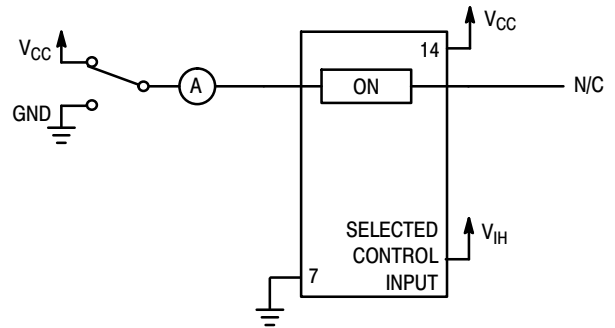 VCC
14
VCC
A
ON
N/C
GND
SELECTED
CONTROL
INPUT
VIH
7